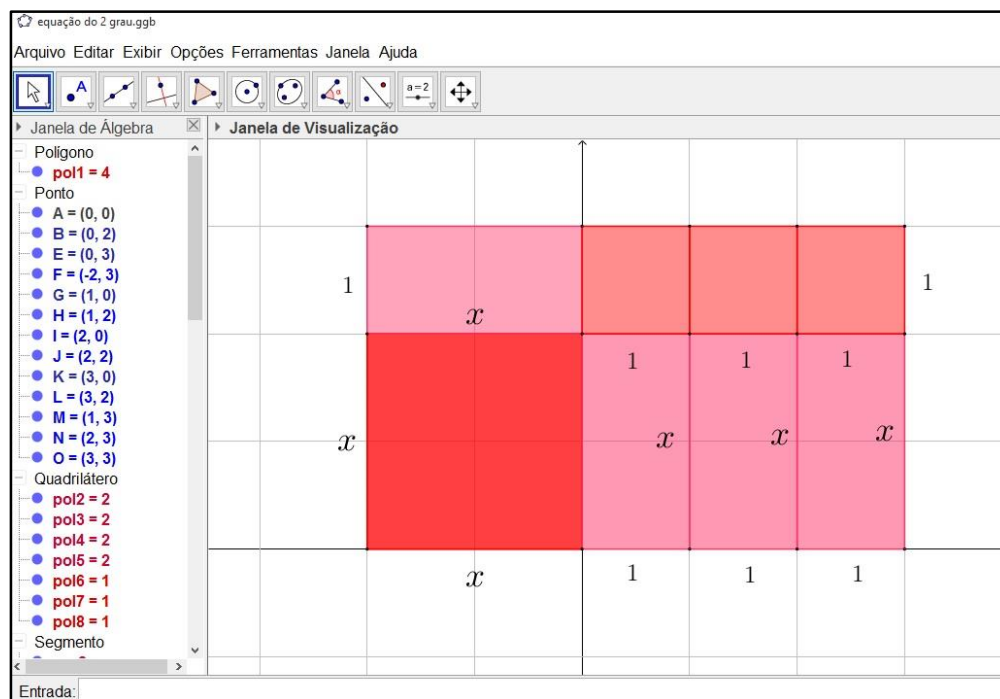 equação do 2 grau.ggb
Arquivo Editar Exibir Opções Ferramentas Janela Ajuda
A
α
a=2
Janela de Álgebra
Janela de Visualização
Polígono
pol1 = 4
Ponto
A = (0, 0)
B = (0, 2)
E = (0, 3)
F = (-2, 3)
G = (1, 0)
H = (1, 2)
I = (2, 0)
J = (2, 2)
K = (3, 0)
L = (3, 2)
M = (1, 3)
N = (2, 3)
O = (3, 3)
Quadrilátero
pol2 = 2
pol3 = 2
pol4 = 2
pol5 = 2
pol6 = 1
pol7 = 1
pol8 = 1
Segmento
1
x
1
1 1 1
x
x x x
x
1 1 1
Entrada: